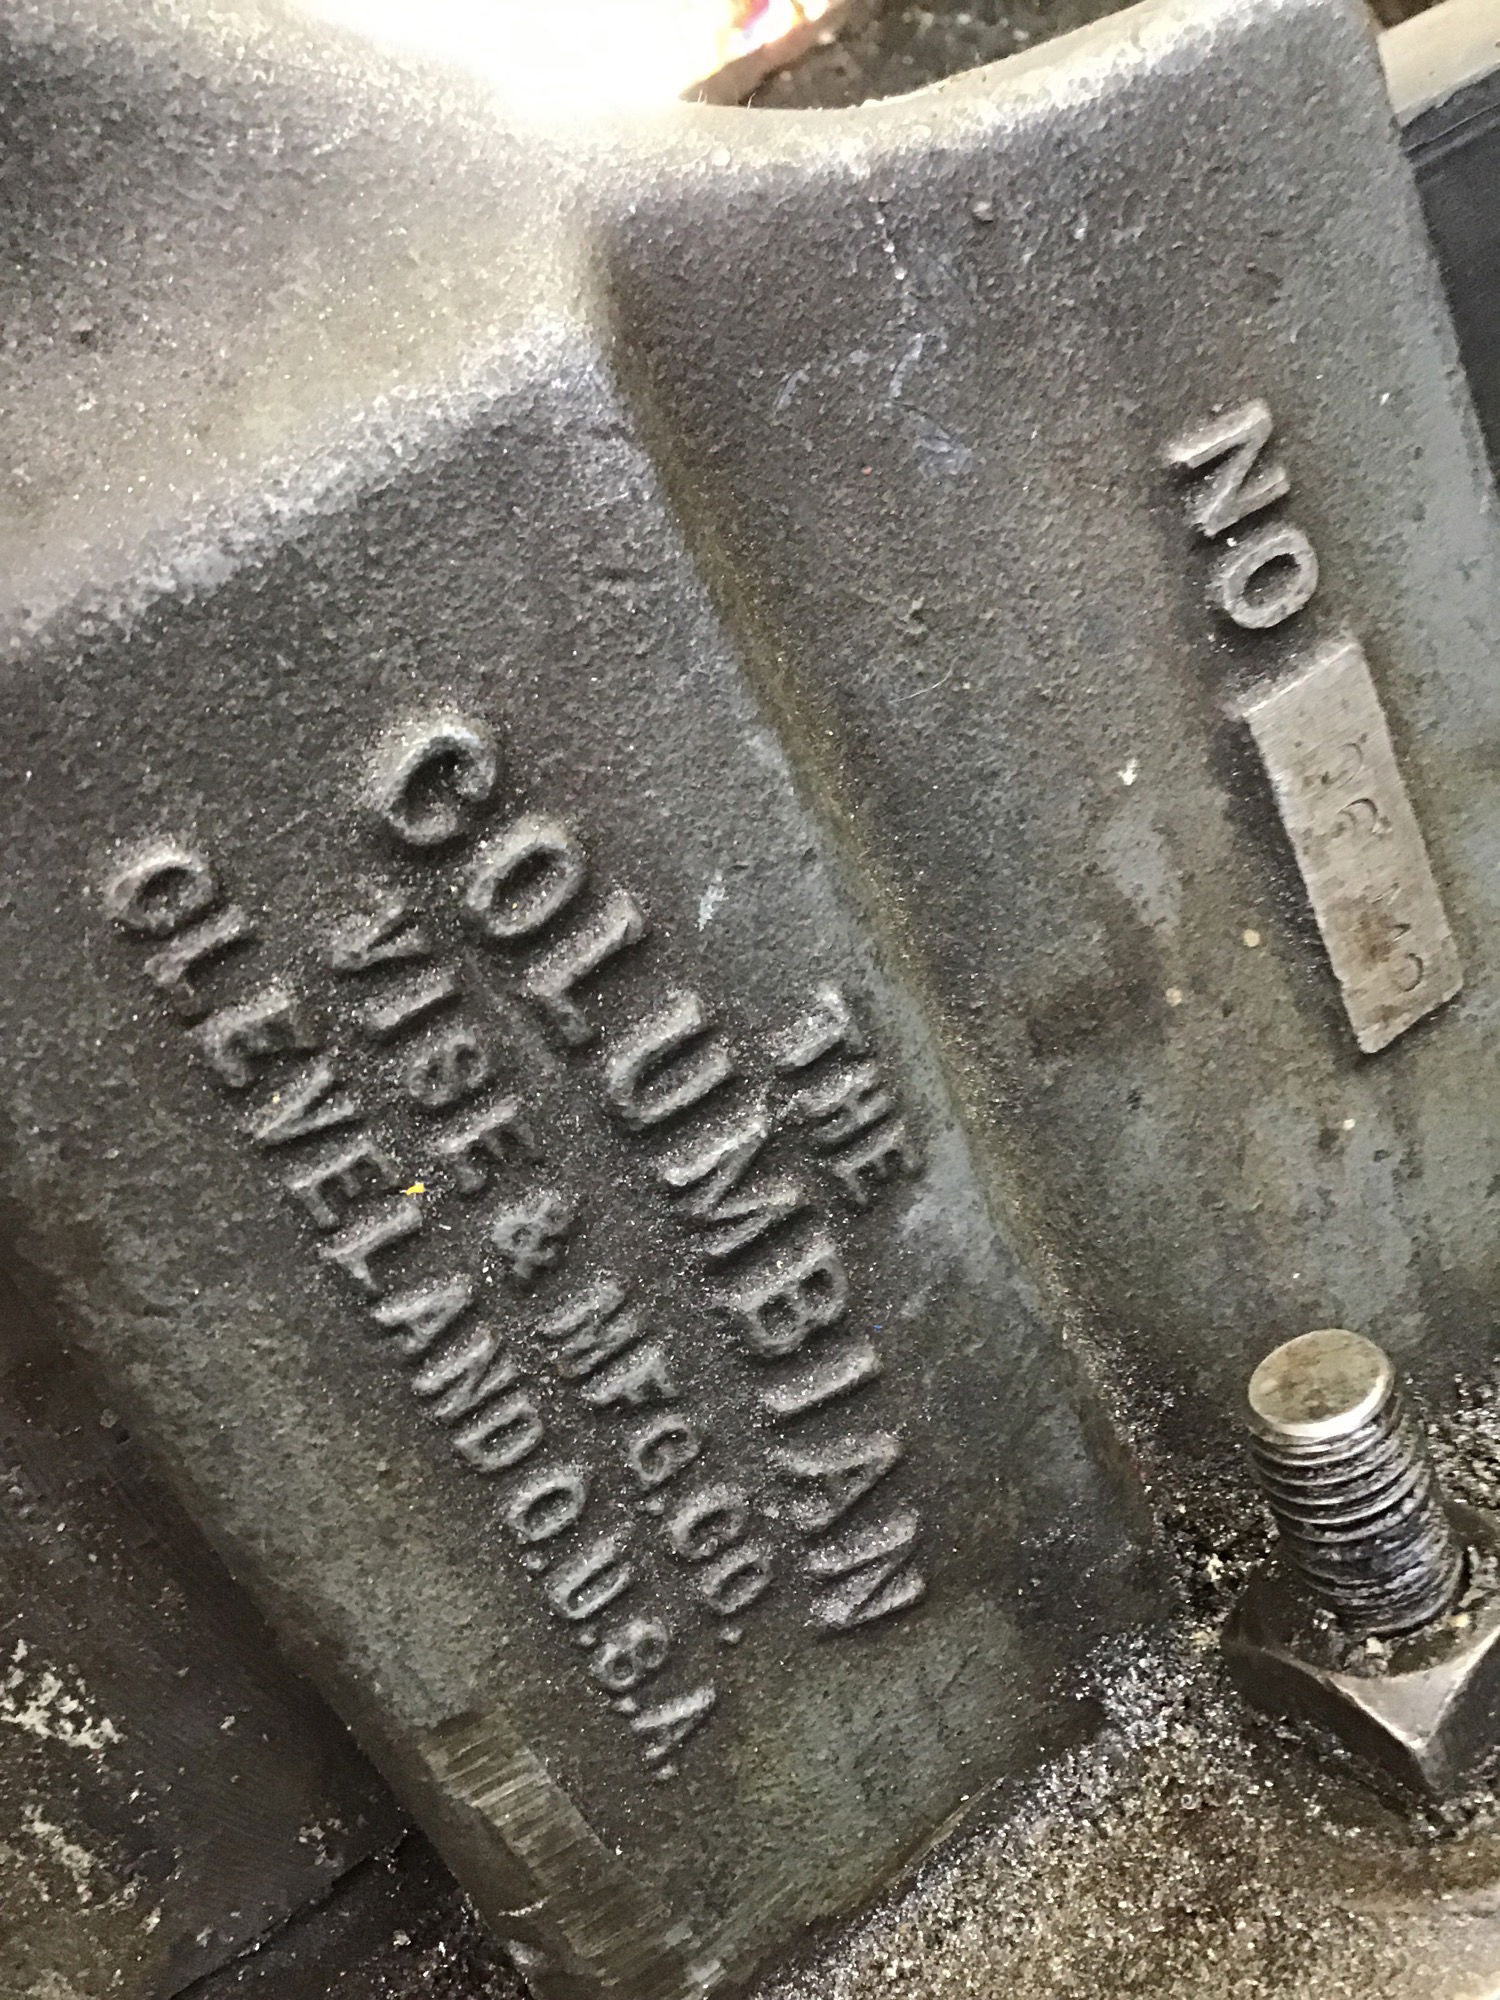 THE
COLUMBIAN
VISE & MFG. CO.,
CLEVELAND O. U.S.A.
NO